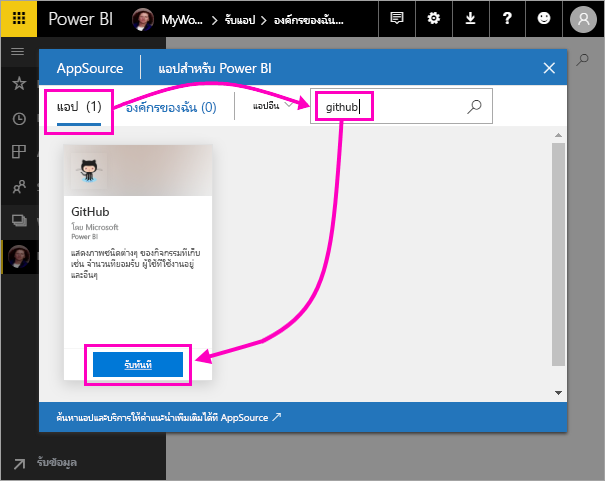 Power BI
MyWo...
รับแอป
องค์กรของฉัน...
AppSource
แอปสำหรับ Power BI
แอป (1)
องค์กรของฉัน (0)
แอปอื่น
github
GitHub
โดย Microsoft
Power BI
แสดงภาพชนิดต่างๆ ของกิจกรรมที่เก็บ
เช่น จำนวนที่ยอมรับ ผู้ใช้ที่ใช้งานอยู่
และอื่นๆ
รับทันที
ค้นหาแอปและบริการให้คำแนะนำเพิ่มเติมได้ที่ AppSource
รับข้อมูล